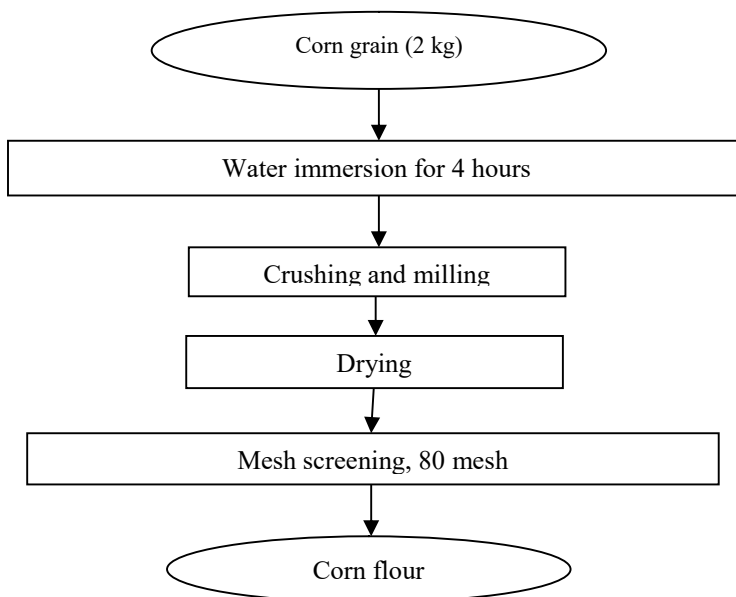 Corn grain (2 kg)
Water immersion for 4 hours
Crushing and milling
Drying
Mesh screening, 80 mesh
Corn flour